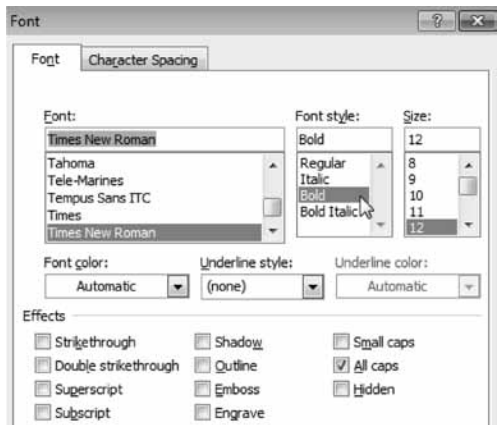 Font
Font Character Spacing
Font: Font style: Size:
Times New Roman Bold 12
Tahoma Regular 8
Tele-Marines Italic 9
Tempus Sans ITC Bold 10
Times Bold Italic 11
Times New Roman 12
Font color: Underline style: Underline color:
Automatic (none) Automatic
Effects
Strikethrough Shadow Small caps
Double strikethrough Outline All caps
Superscript Emboss Hidden
Subscript Engrave